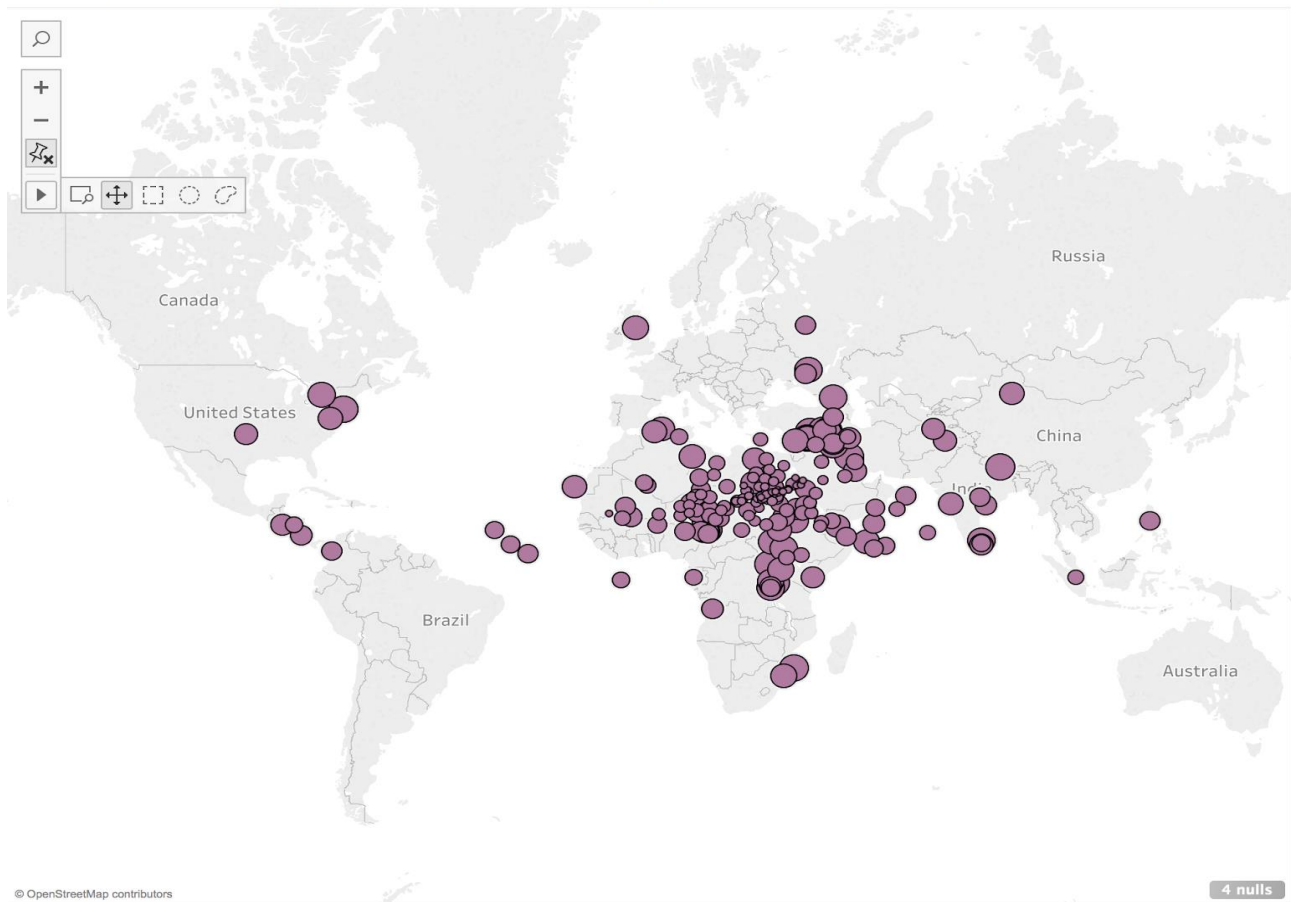 Russia
Canada
United States
China
India
Brazil
Australia
© OpenStreetMap contributors
4 nulls